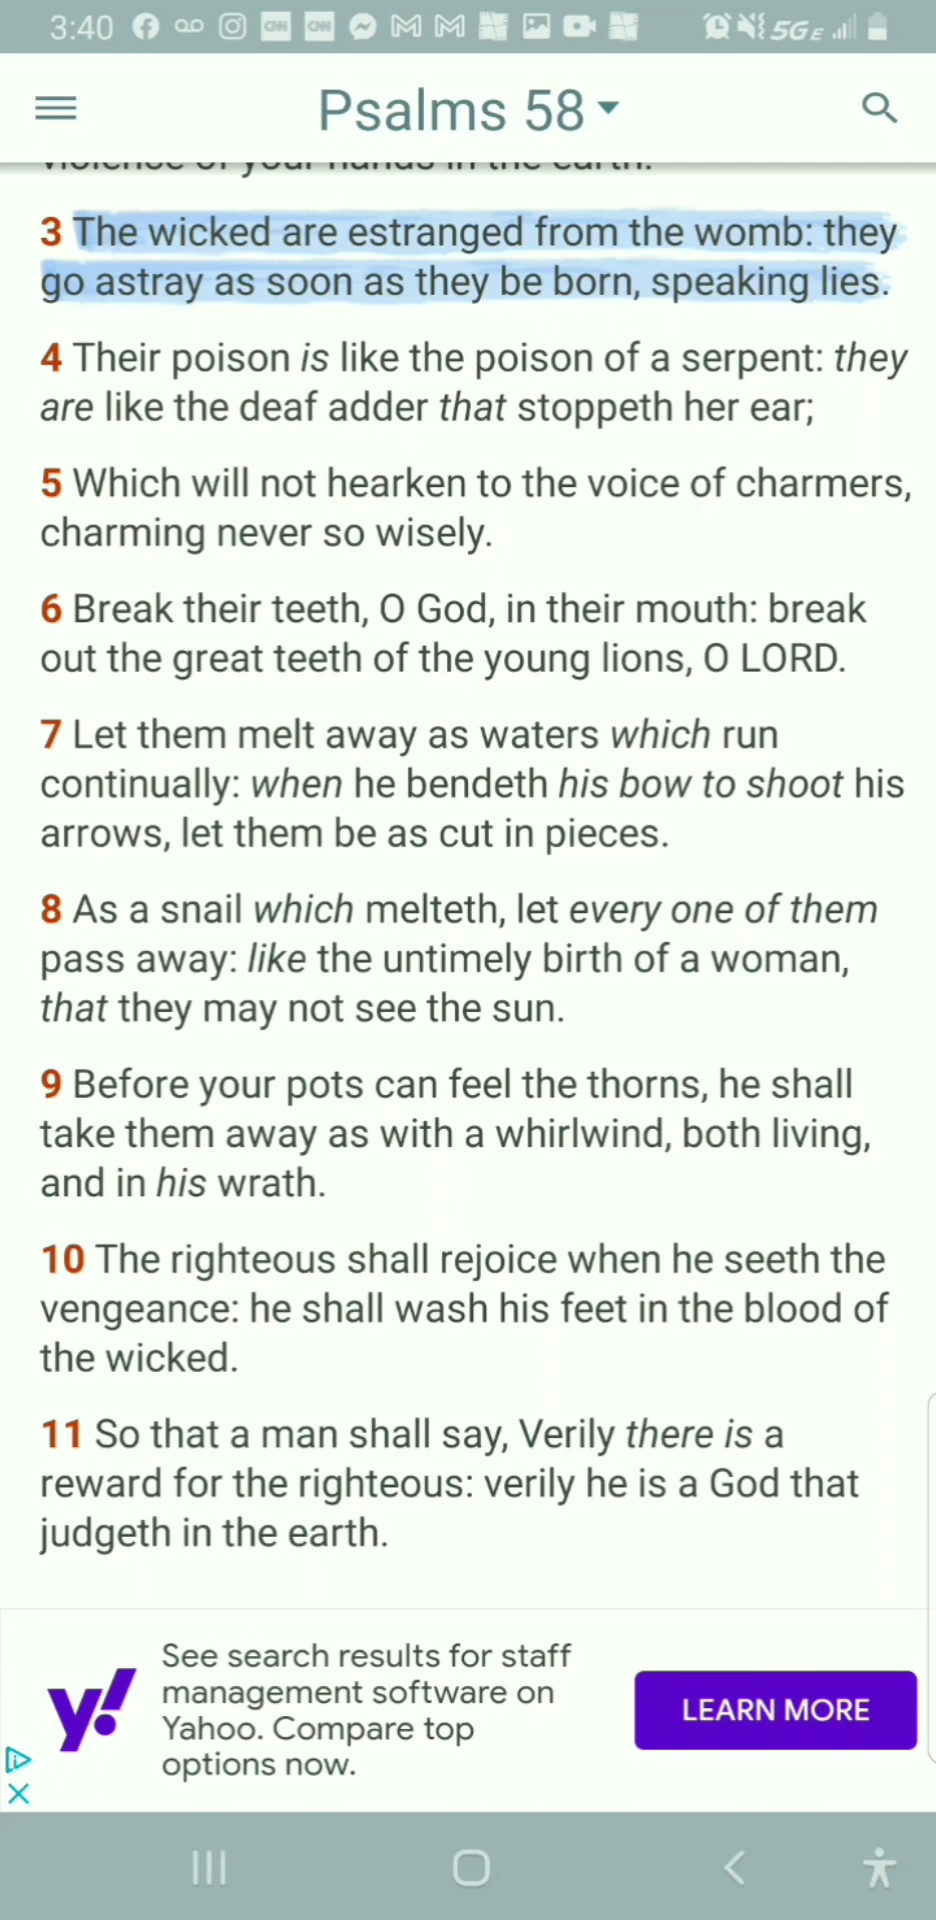 3:40
5GE
Psalms 58
violence of your hands in the earth.
3 The wicked are estranged from the womb: they
go astray as soon as they be born, speaking lies.
4 Their poison is like the poison of a serpent: they
are like the deaf adder that stoppeth her ear;
5 Which will not hearken to the voice of charmers,
charming never so wisely.
6 Break their teeth, O God, in their mouth: break
out the great teeth of the young lions, O LORD.
7 Let them melt away as waters which run
continually: when he bendeth his bow to shoot his
arrows, let them be as cut in pieces.
8 As a snail which melteth, let every one of them
pass away: like the untimely birth of a woman,
that they may not see the sun.
9 Before your pots can feel the thorns, he shall
take them away as with a whirlwind, both living,
and in his wrath.
10 The righteous shall rejoice when he seeth the
vengeance: he shall wash his feet in the blood of
the wicked.
11 So that a man shall say, Verily there is a
reward for the righteous: verily he is a God that
judgeth in the earth.
y!
See search results for staff
management software on
Yahoo. Compare top
options now.
LEARN MORE